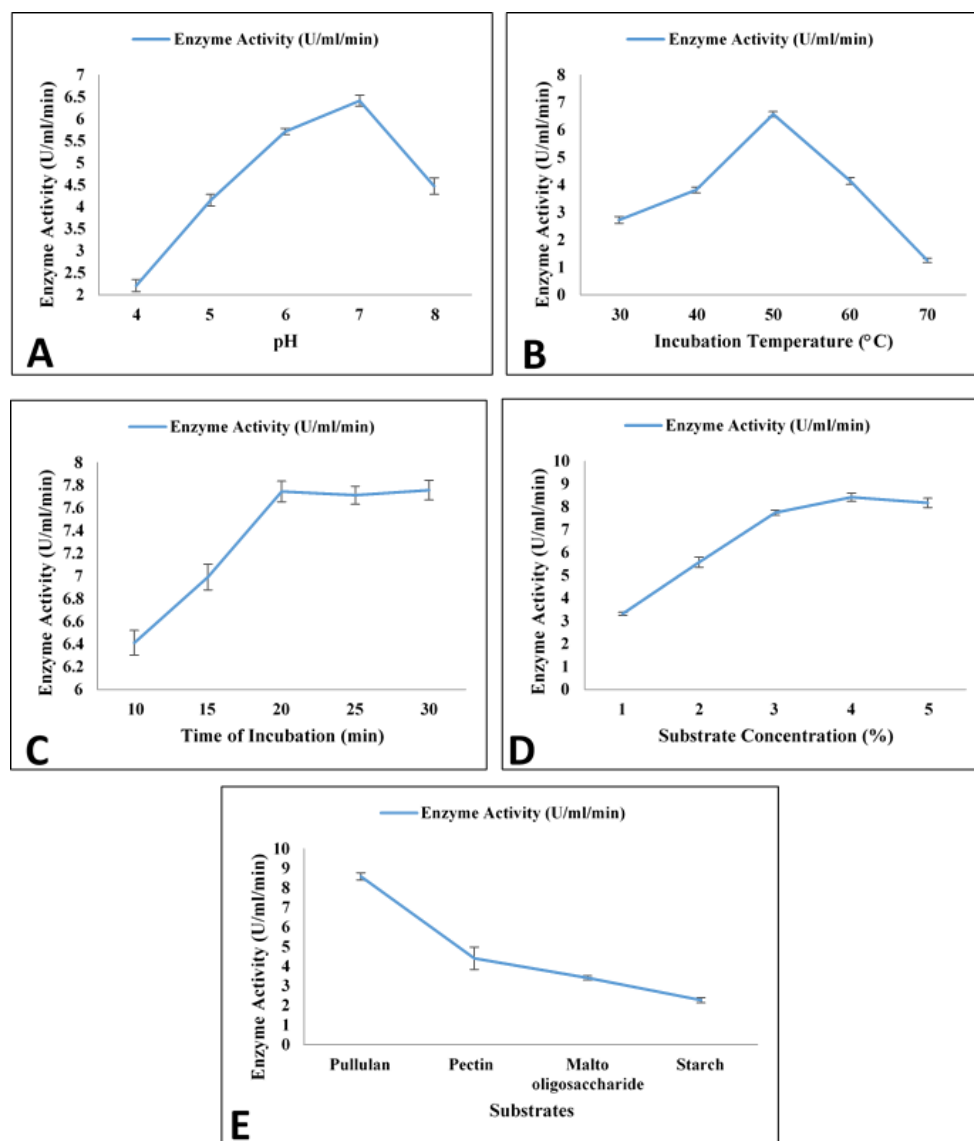 Enzyme Activity (U/ml/min)
Enzyme Activity (U/ml/min)
7
6.5
6
5.5
5
4.5
4
3.5
3
2.5
2
4 5 6 7 8
pH
A
Enzyme Activity (U/ml/min)
Enzyme Activity (U/ml/min)
8
7
6
5
4
3
2
1
0
30 40 50 60 70
Incubation Temperature (°C)
B
Enzyme Activity (U/ml/min)
Enzyme Activity (U/ml/min)
8
7.8
7.6
7.4
7.2
7
6.8
6.6
6.4
6.2
6
10 15 20 25 30
Time of Incubation (min)
C
Enzyme Activity (U/ml/min)
Enzyme Activity (U/ml/min)
10
9
8
7
6
5
4
3
2
1
0
1 2 3 4 5
Substrate Concentration (%)
D
Enzyme Activity (U/ml/min)
Enzyme Activity (U/ml/min)
10
9
8
7
6
5
4
3
2
1
0
Pullulan Pectin Malto Starch
oligosaccharide
Substrates
E